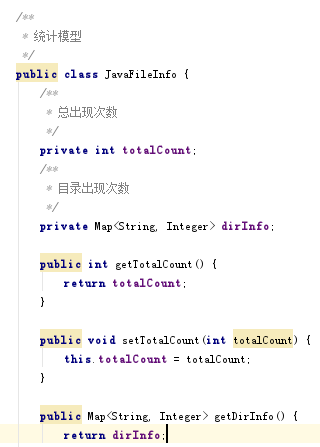 /**
 * 统计模型
 */
public class JavaFileInfo {
    /**
     * 总出现次数
     */
    private int totalCount;
    /**
     * 目录出现次数
     */
    private Map<String, Integer> dirInfo;

    public int getTotalCount() {
        return totalCount;
    }

    public void setTotalCount(int totalCount) {
        this.totalCount = totalCount;
    }

    public Map<String, Integer> getDirInfo() {
        return dirInfo;